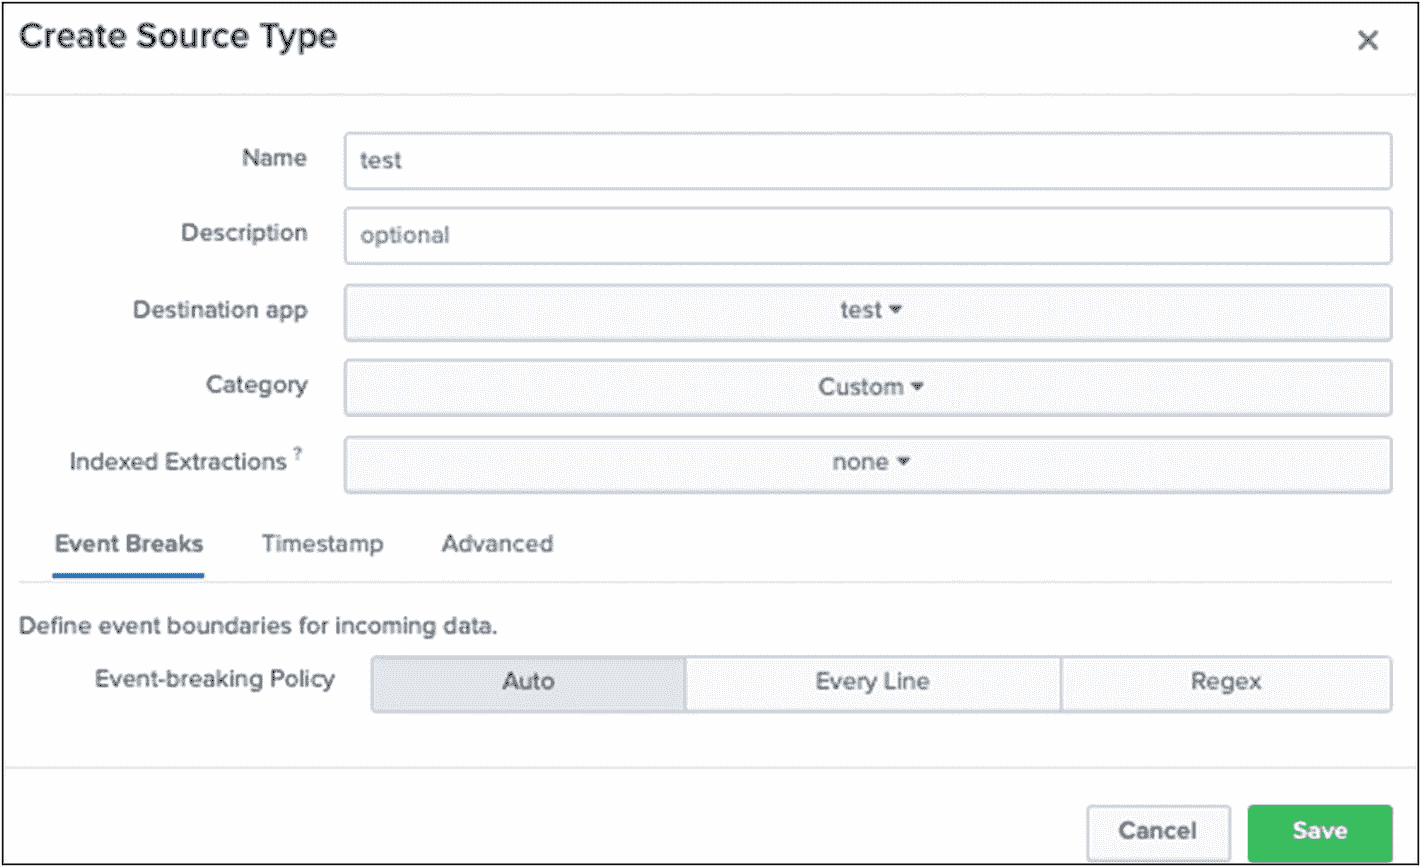 Create Source Type
Name test
Description optional
Destination app test
Category Custom
Indexed Extractions ? none
Event Breaks Timestamp Advanced
Define event boundaries for incoming data.
Event-breaking Policy Auto Every Line Regex
Cancel Save